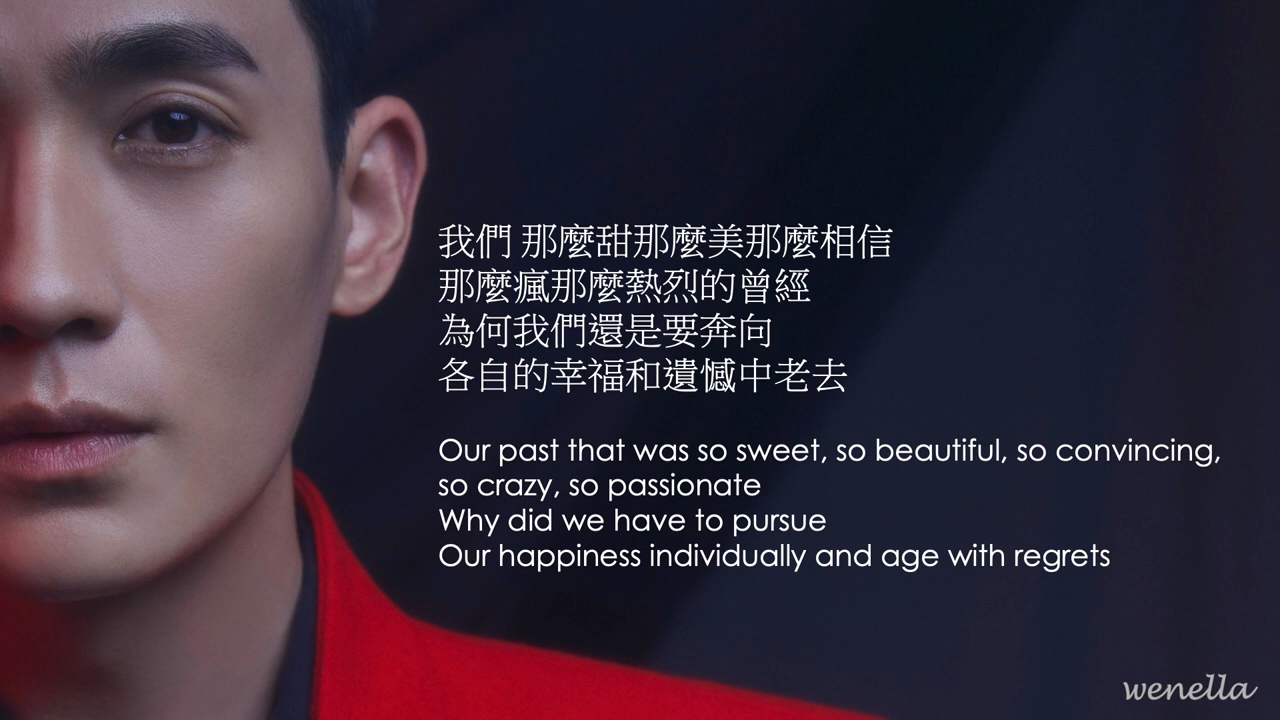 我們 那麼甜那麼美那麼相信
那麼瘋那麼熱烈的曾經
為何我們還是要奔向
各自的幸福和遺憾中老去
Our past that was so sweet, so beautiful, so convincing,
so crazy, so passionate
Why did we have to pursue
Our happiness individually and age with regrets
wenella